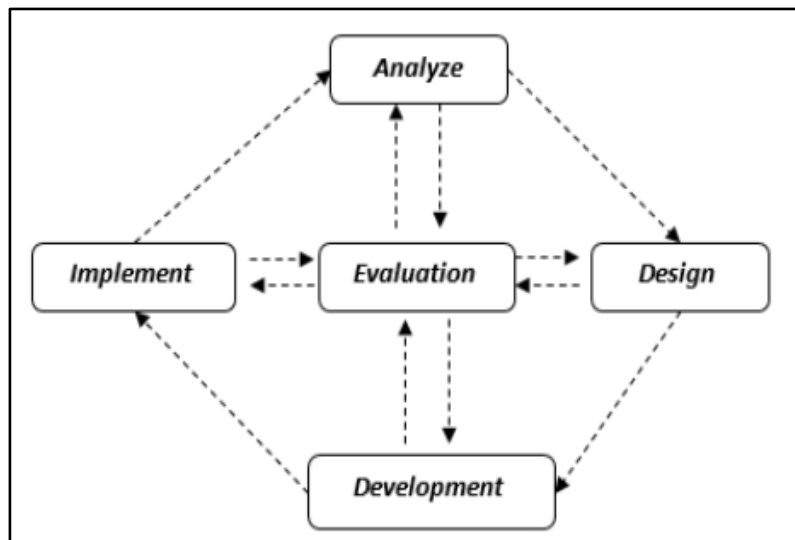 Analyze
Implement
Evaluation
Design
Development